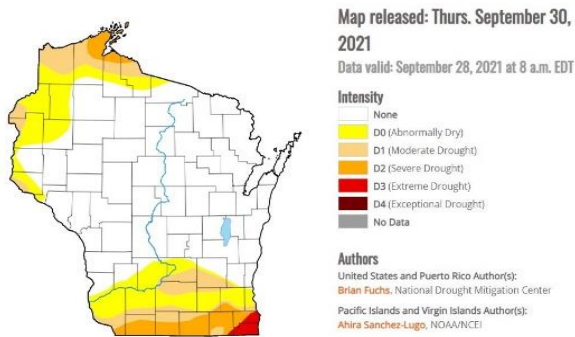 Map released: Thurs. September 30,
2021
Data valid: September 28, 2021 at 8 a.m. EDT
Intensity
None
D0 (Abnormally Dry)
D1 (Moderate Drought)
D2 (Severe Drought)
D3 (Extreme Drought)
D4 (Exceptional Drought)
No Data
Authors
United States and Puerto Rico Author(s):
Brian Fuchs, National Drought Mitigation Center
Pacific Islands and Virgin Islands Author(s):
Ahira Sanchez-Lugo, NOAA/NCEI